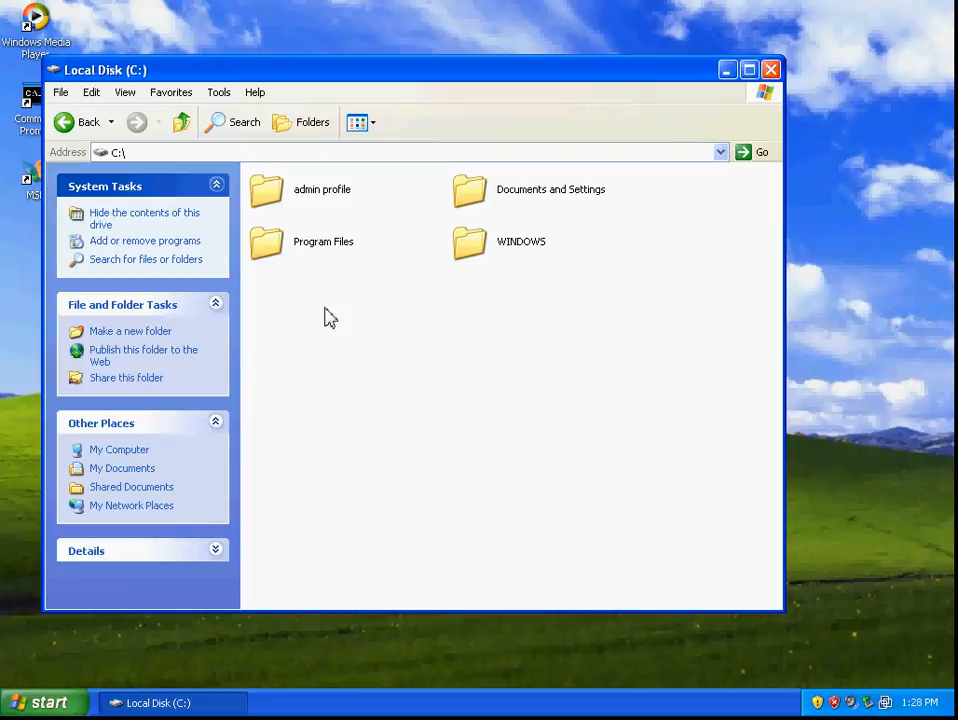 Windows Media
Player
C:\.
Comm
Prom
MS
Local Disk (C:)
File Edit View Favorites Tools Help
Back Search Folders
Address C:\ Go
System Tasks
Hide the contents of this
drive
Add or remove programs
Search for files or folders
File and Folder Tasks
Make a new folder
Publish this folder to the
Web
Share this folder
Other Places
My Computer
My Documents
Shared Documents
My Network Places
Details
admin profile
Documents and Settings
Program Files
WINDOWS
start Local Disk (C:) 1:28 PM